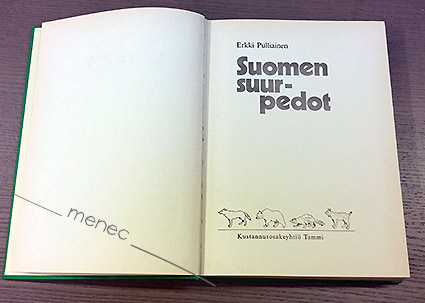 Erkki Pulliainen
Suomen
suur-
pedot
Kustannusosakeyhtiö Tammi
menec